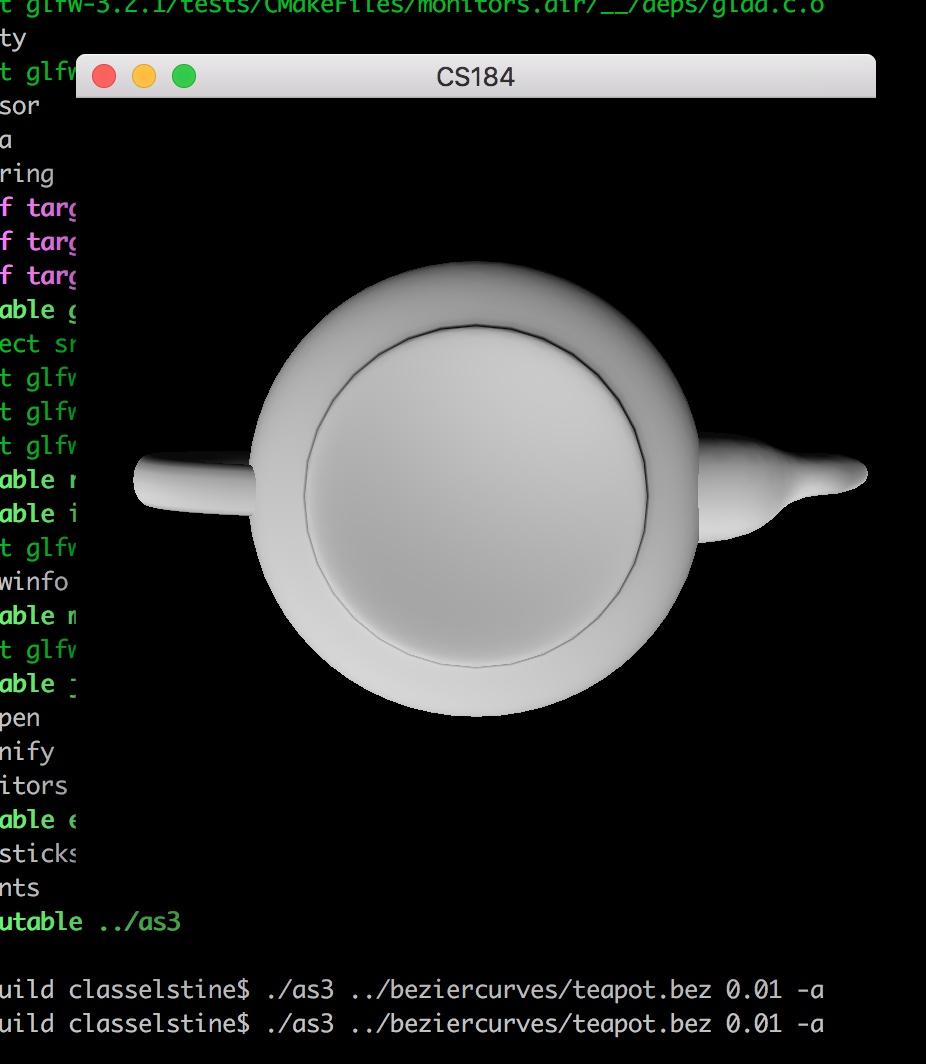 t glfw-3.2.1/tests/CMakeFiles/monitors.dir/__/deps/glad.c.o
ty
CS184
t glfw
sor
a
ring
f targ
f targ
f targ
able g
ect sr
t glfw
t glfw
t glfw
able r
able i
t glfw
winfo
able m
t glfw
able j
pen
nify
itors
able e
sticks
nts
utable ../as3
uild classelstine$ ./as3 ../beziercurves/teapot.bez 0.01 -a
uild classelstine$ ./as3 ../beziercurves/teapot.bez 0.01 -a